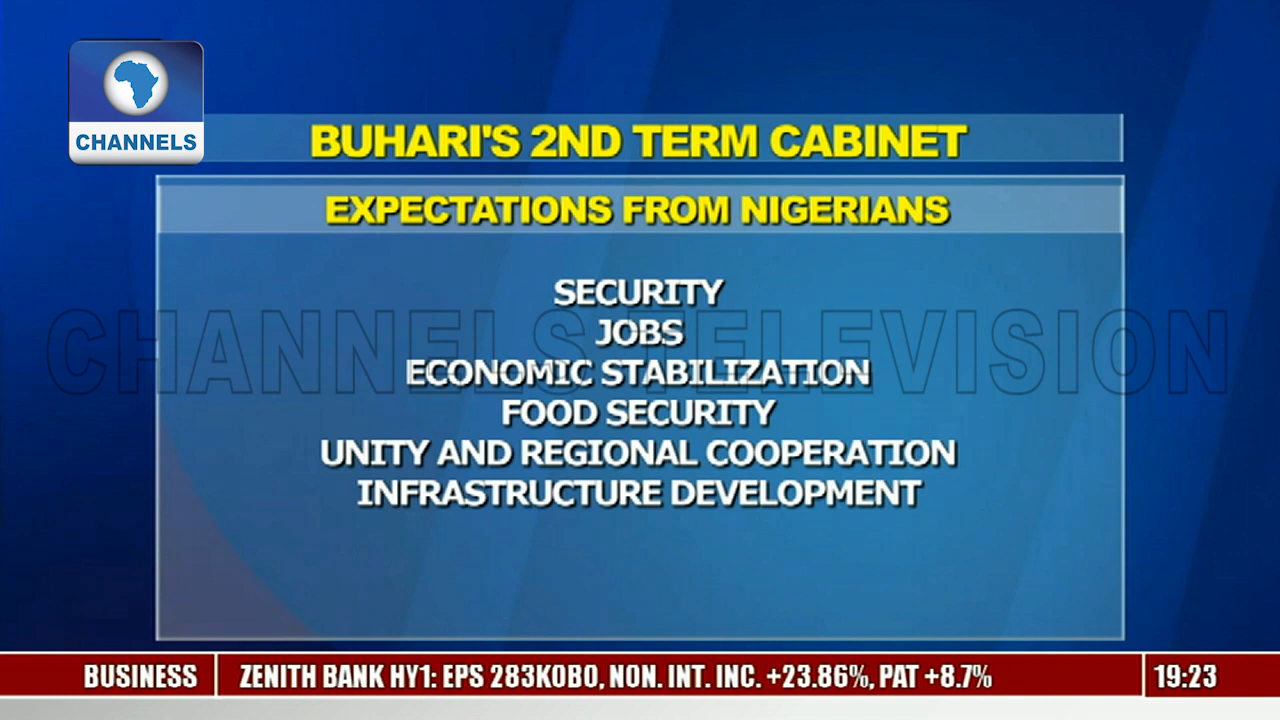 CHANNELS
BUHARI'S 2ND TERM CABINET
EXPECTATIONS FROM NIGERIANS
SECURITY
JOBS
ECONOMIC STABILIZATION
FOOD SECURITY
UNITY AND REGIONAL COOPERATION
INFRASTRUCTURE DEVELOPMENT
CHANNELS TELEVISION
BUSINESS
ZENITH BANK HY1: EPS 283KOBO, NON. INT. INC. +23.86%, PAT +8.7%
19:23